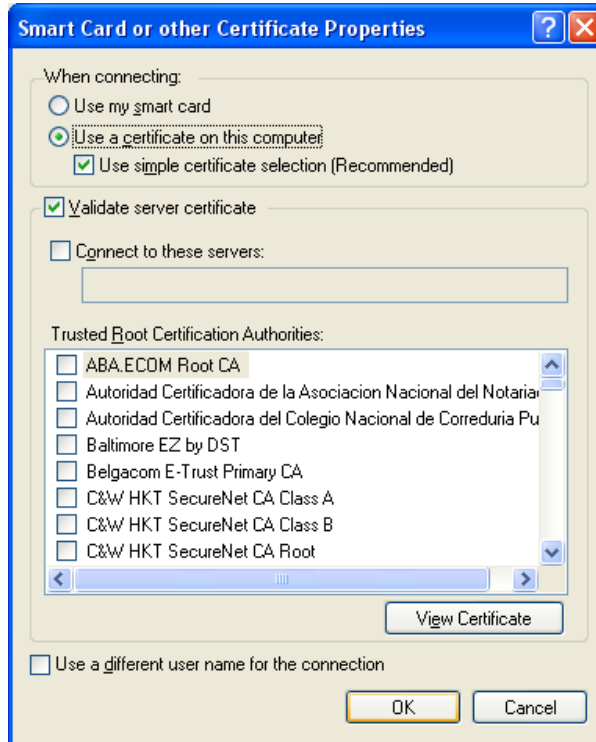 Smart Card or other Certificate Properties
When connecting:
Use my smart card
Use a certificate on this computer
Use simple certificate selection (Recommended)
Validate server certificate
Connect to these servers:
Trusted Root Certification Authorities:
ABA.ECOM Root CA
Autoridad Certificadora de la Asociacion Nacional del Notaria
Autoridad Certificadora del Colegio Nacional de Correduria Pu
Baltimore EZ by DST
Belgacom E-Trust Primary CA
C&W HKT SecureNet CA Class A
C&W HKT SecureNet CA Class B
C&W HKT SecureNet CA Root
View Certificate
Use a different user name for the connection
OK Cancel